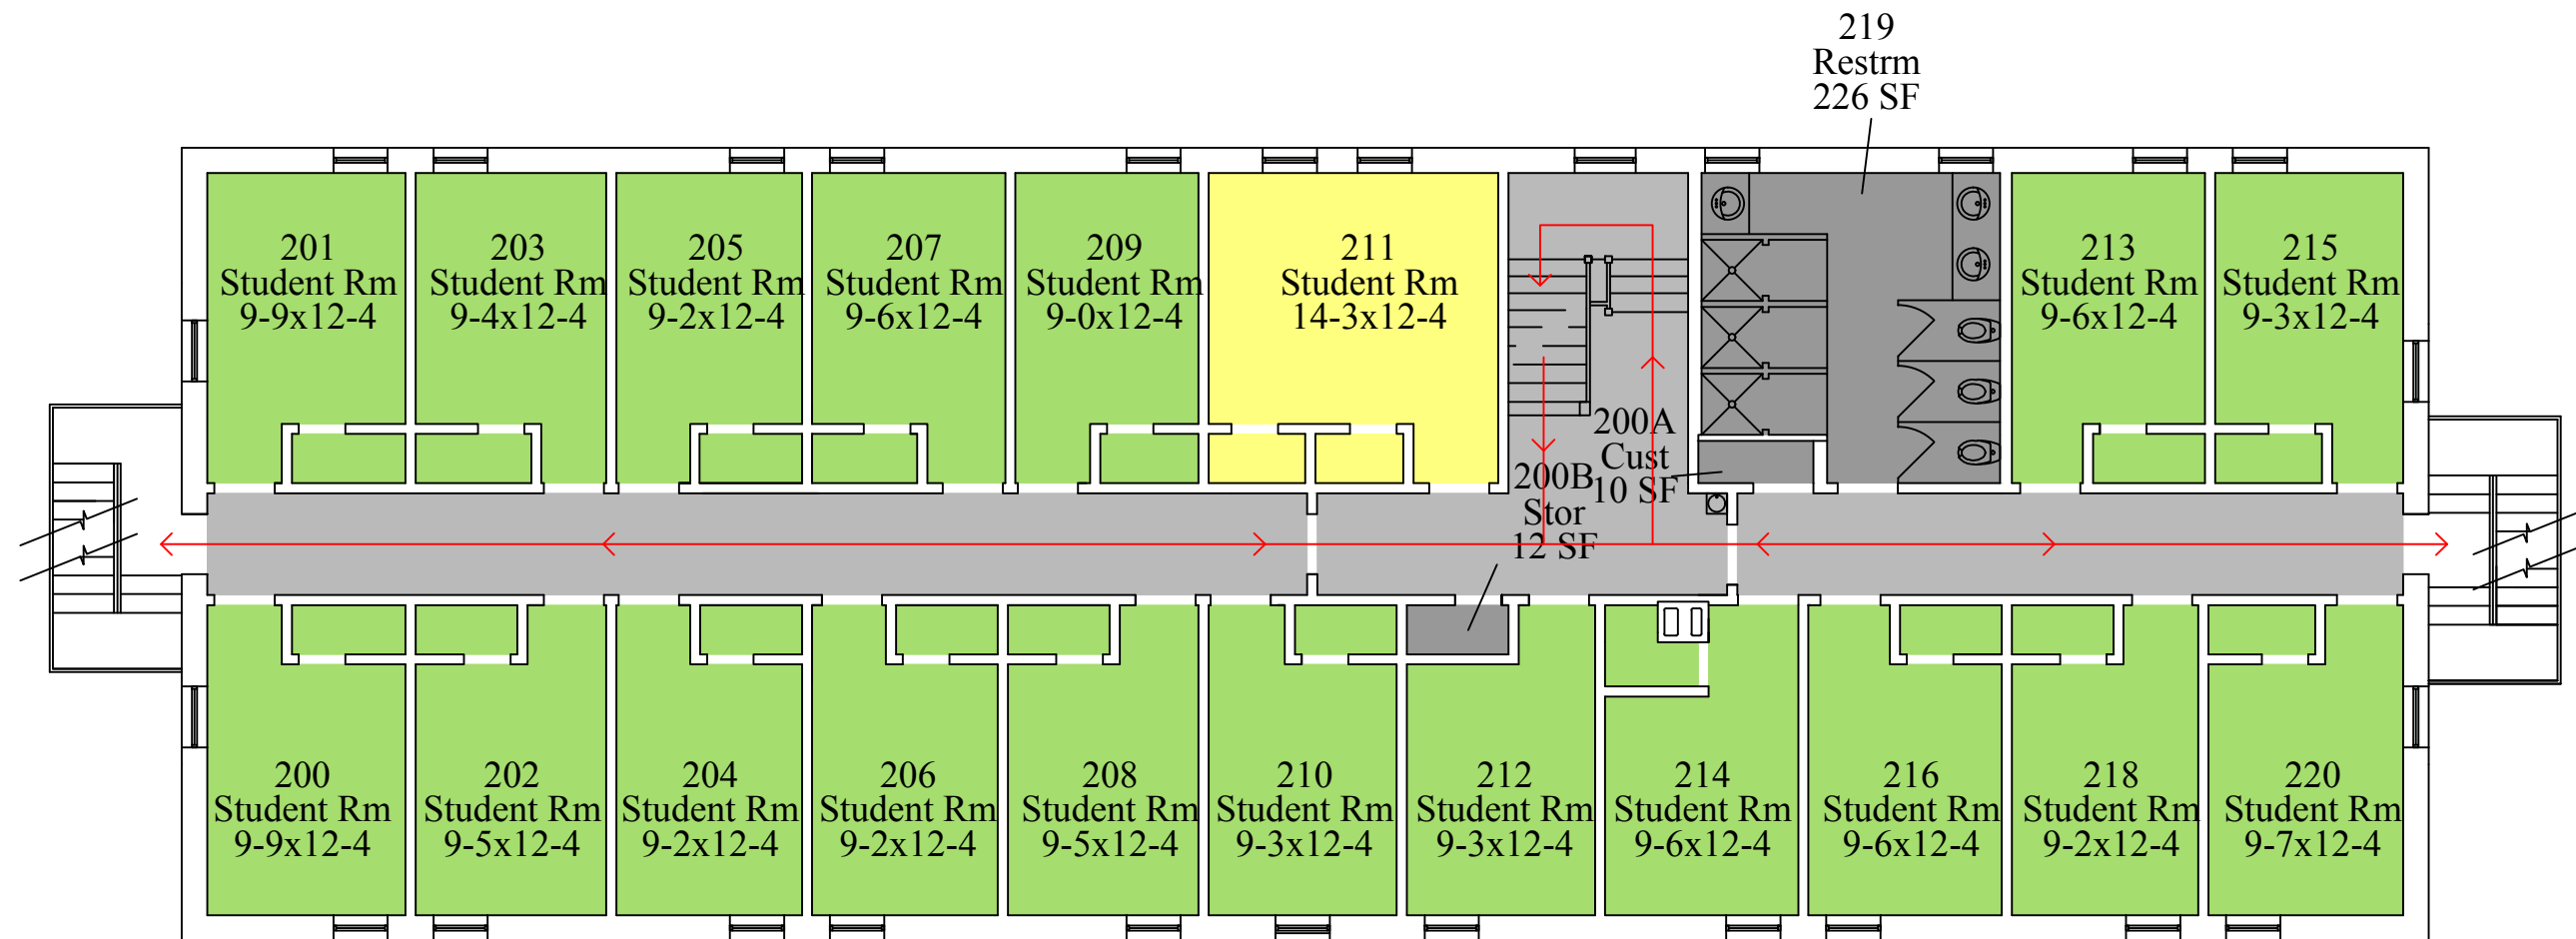 219
Restrm
226 SF
201
Student Rm
9-9x12-4
203
Student Rm
9-4x12-4
205
Student Rm
9-2x12-4
207
Student Rm
9-6x12-4
209
Student Rm
9-0x12-4
211
Student Rm
14-3x12-4
213
Student Rm
9-6x12-4
215
Student Rm
9-3x12-4
200A
Cust
10 SF
200B
Stor
12 SF
200
Student Rm
9-9x12-4
202
Student Rm
9-5x12-4
204
Student Rm
9-2x12-4
206
Student Rm
9-2x12-4
208
Student Rm
9-5x12-4
210
Student Rm
9-3x12-4
212
Student Rm
9-3x12-4
214
Student Rm
9-6x12-4
216
Student Rm
9-6x12-4
218
Student Rm
9-2x12-4
220
Student Rm
9-7x12-4